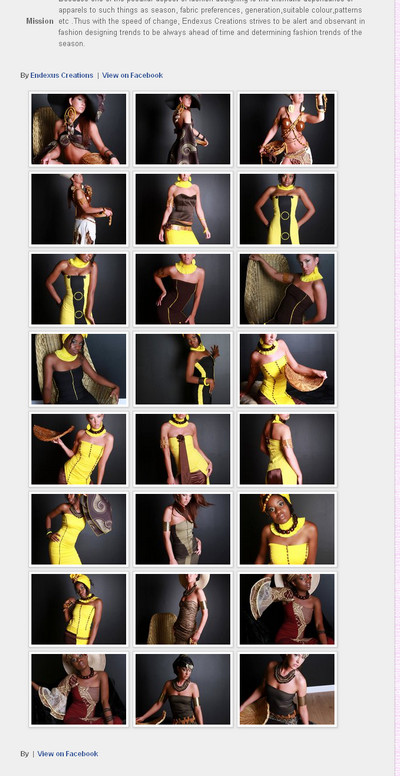 apparels to such things as season, fabric preferences, generation,suitable colour,patterns
Mission etc .Thus with the speed of change, Endexus Creations strives to be alert and observant in
fashion designing trends to be always ahead of time and determining fashion trends of the
season.
By Endexus Creations | View on Facebook
By | View on Facebook